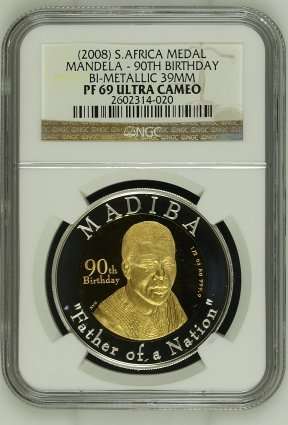 (2008) S.AFRICA MEDAL
MANDELA - 90TH BIRTHDAY
BI-METALLIC 39MM
PF 69 ULTRA CAMEO
2602314-020
NGC
MADIBA
90th
Birthday
"Father of a Nation"